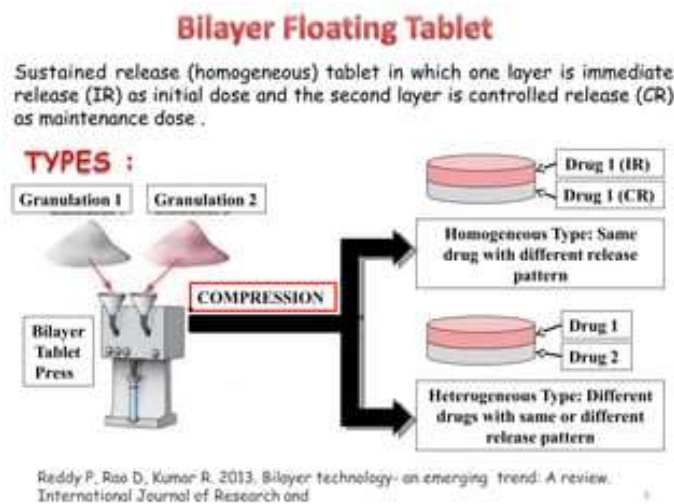 Bilayer Floating Tablet
Sustained release (homogeneous) tablet in which one layer is immediate
release (IR) as initial dose and the second layer is controlled release (CR)
as maintenance dose .
TYPES :
Granulation 1
Granulation 2
Bilayer
Tablet
Press
COMPRESSION
Drug 1 (IR)
Drug 1 (CR)
Homogeneous Type: Same
drug with different release
pattern
Drug 1
Drug 2
Heterogeneous Type: Different
drugs with same or different
release pattern
Reddy P, Rao D, Kumar R. 2013. Bilayer technology- an emerging trend: A review.
International Journal of Research and